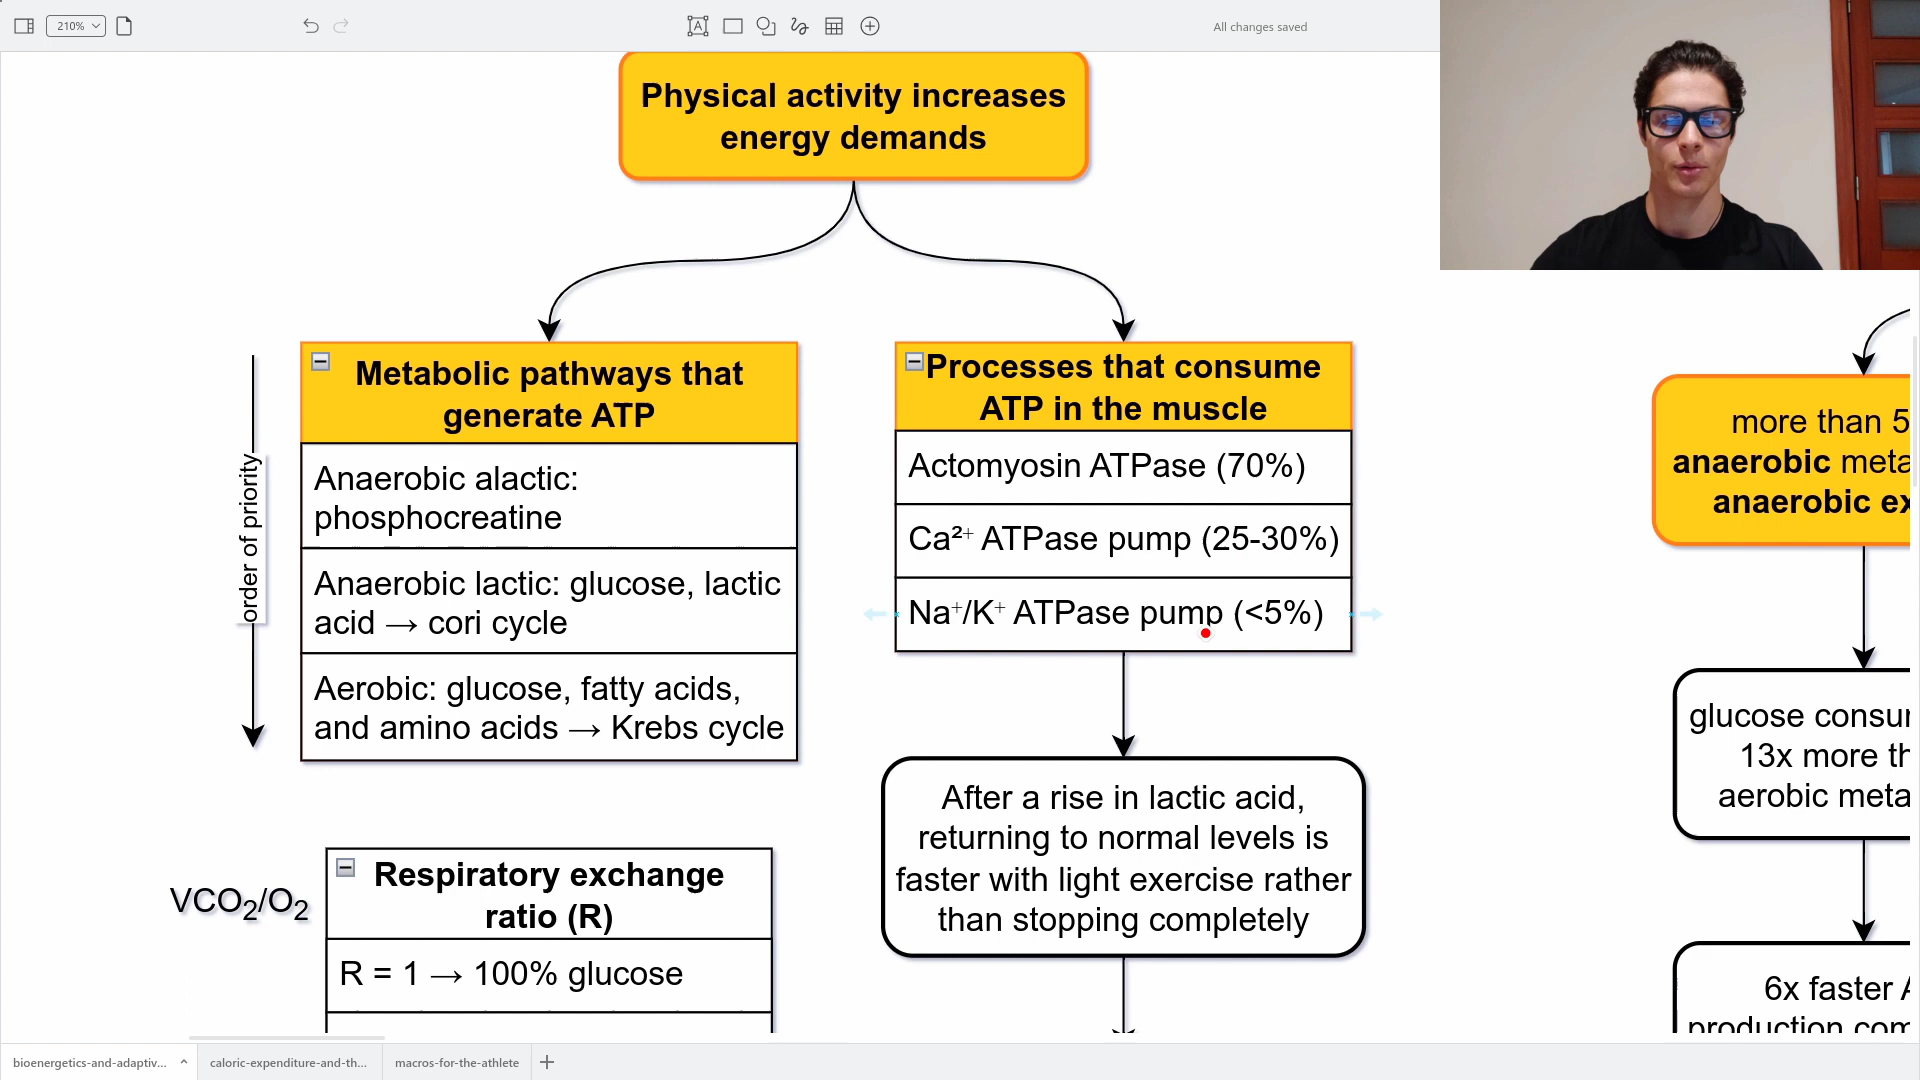 210%
All changes saved
Physical activity increases
energy demands
order of priority
Metabolic pathways that
generate ATP
Anaerobic alactic:
phosphocreatine
Anaerobic lactic: glucose, lactic
acid → cori cycle
Aerobic: glucose, fatty acids,
and amino acids → Krebs cycle
Processes that consume
ATP in the muscle
Actomyosin ATPase (70%)
Ca²⁺ ATPase pump (25-30%)
Na⁺/K⁺ ATPase pump (<5%)
After a rise in lactic acid,
returning to normal levels is
faster with light exercise rather
than stopping completely
VCO₂/O₂
Respiratory exchange
ratio (R)
R = 1 → 100% glucose
more than 5
anaerobic meta
anaerobic ex
glucose consu
13x more th
aerobic meta
6x faster A
production com
bioenergetics-and-adaptiv...
caloric-expenditure-and-th...
macros-for-the-athlete